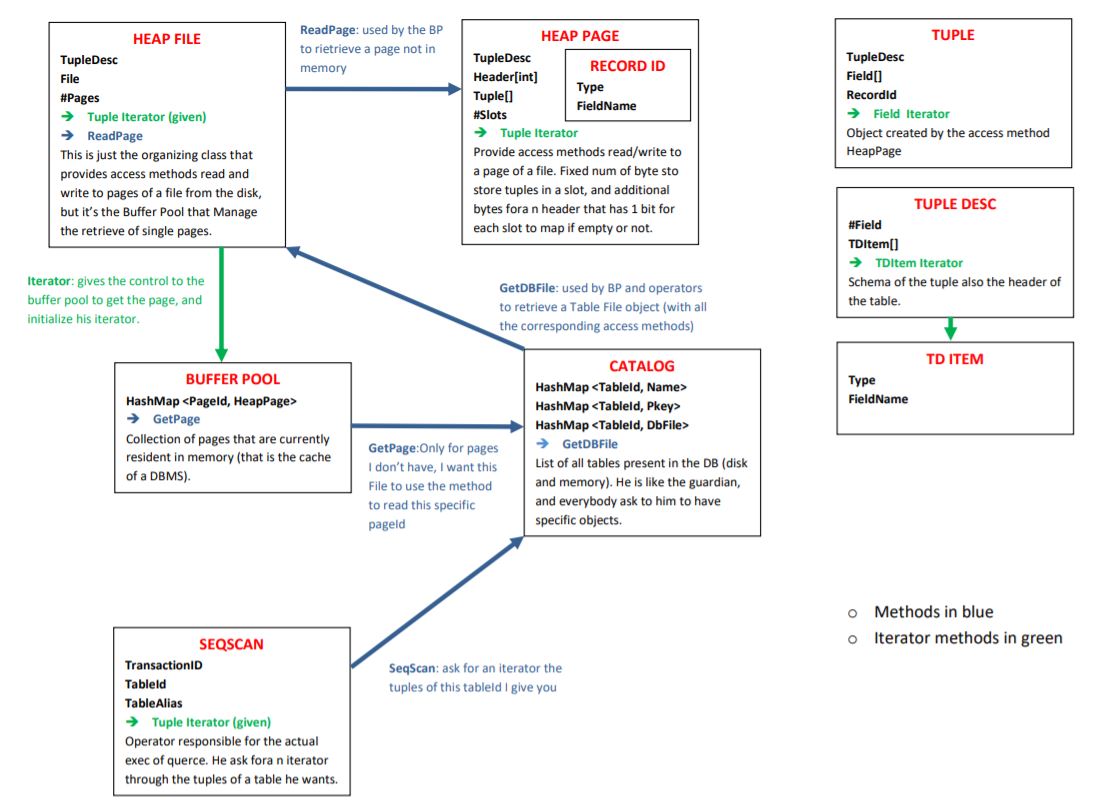 HEAP FILE
TupleDesc
File
#Pages
→ Tuple Iterator (given)
→ ReadPage
This is just the organizing class that
provides access methods read and
write to pages of a file from the disk,
but it's the Buffer Pool that Manage
the retrieve of single pages.
ReadPage: used by the BP
to rietrieve a page not in
memory
HEAP PAGE
TupleDesc
Header[int]
Tuple[]
#Slots
→ Tuple Iterator
Provide access methods read/write to
a page of a file. Fixed num of byte sto
store tuples in a slot, and additional
bytes fora n header that has 1 bit for
each slot to map if empty or not.
RECORD ID
Type
FieldName
TUPLE
TupleDesc
Field[]
RecordId
→ Field Iterator
Object created by the access method
HeapPage
TUPLE DESC
#Field
TDItem[]
→ TDItem Iterator
Schema of the tuple also the header of
the table.
TD ITEM
Type
FieldName
Iterator: gives the control to the
buffer pool to get the page, and
initialize his iterator.
GetDBFile: used by BP and operators
to retrieve a Table File object (with all
the corresponding access methods)
BUFFER POOL
HashMap <PageId, HeapPage>
→ GetPage
Collection of pages that are currently
resident in memory (that is the cache
of a DBMS).
GetPage:Only for pages
I don't have, I want this
File to use the method
to read this specific
pageId
CATALOG
HashMap <TableId, Name>
HashMap <TableId, Pkey>
HashMap <TableId, DbFile>
→ GetDBFile
List of all tables present in the DB (disk
and memory). He is like the guardian,
and everybody ask to him to have
specific objects.
SEQSCAN
TransactionID
TableId
TableAlias
→ Tuple Iterator (given)
Operator responsible for the actual
exec of querce. He ask fora n iterator
through the tuples of a table he wants.
SeqScan: ask for an iterator the
tuples of this tableId I give you
o Methods in blue
o Iterator methods in green